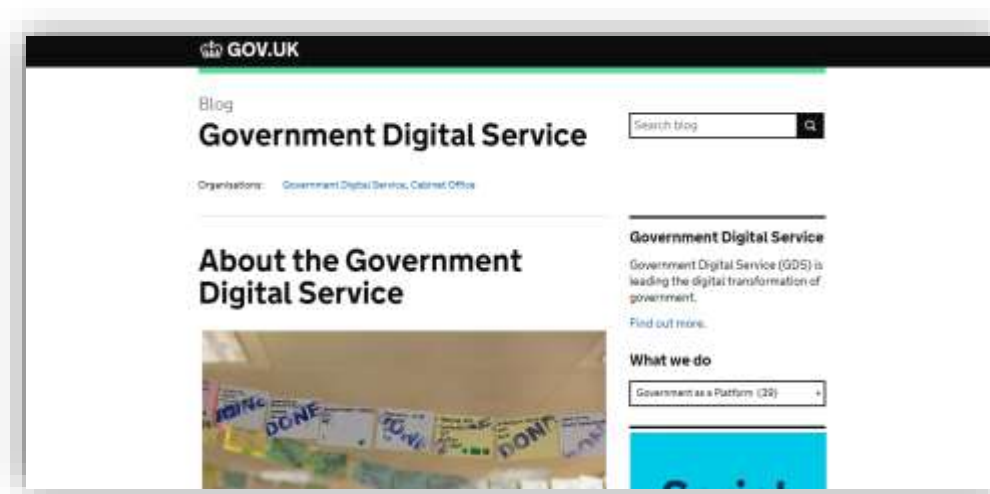 GOV.UK
Blog
Government Digital Service
Search blog
Organisations: Government Digital Service, Cabinet Office
About the Government
Digital Service
DONE
DONE
DONE
Government Digital Service
Government Digital Service (GDS) is
leading the digital transformation of
government.
Find out more.
What we do
Government as a Platform (29)